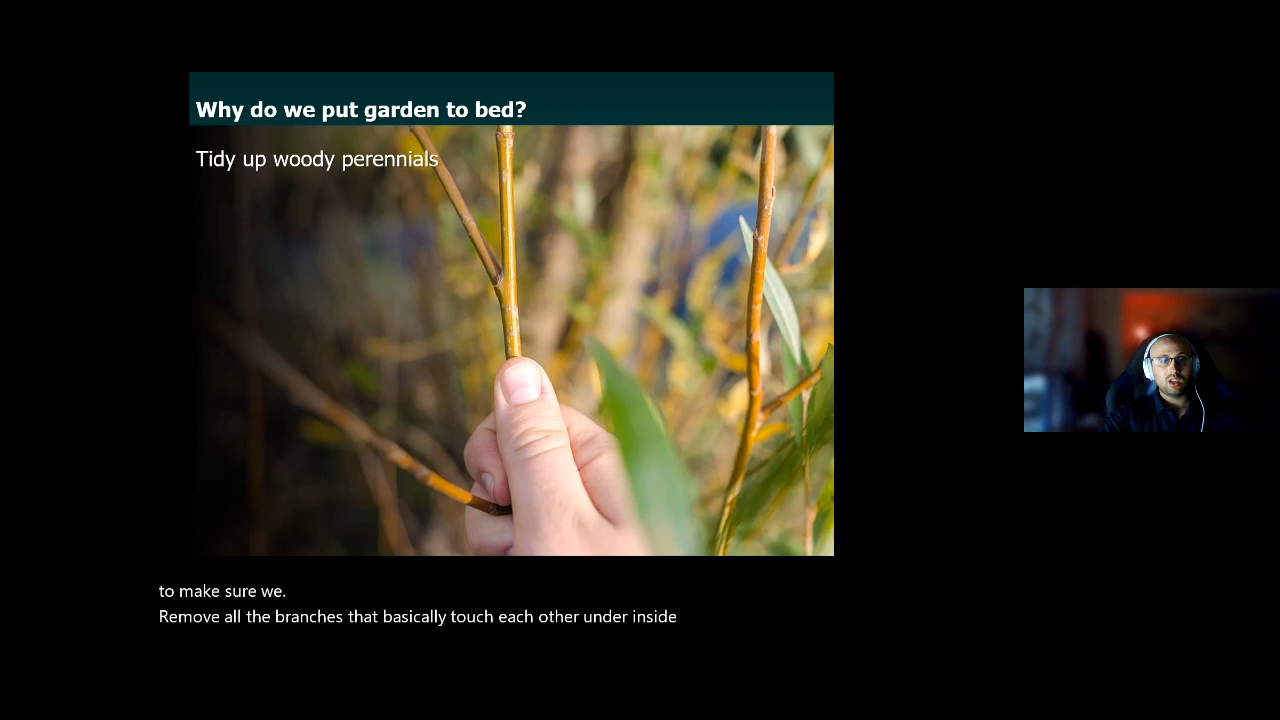 Why do we put garden to bed?
Tidy up woody perennials
to make sure we.
Remove all the branches that basically touch each other under inside